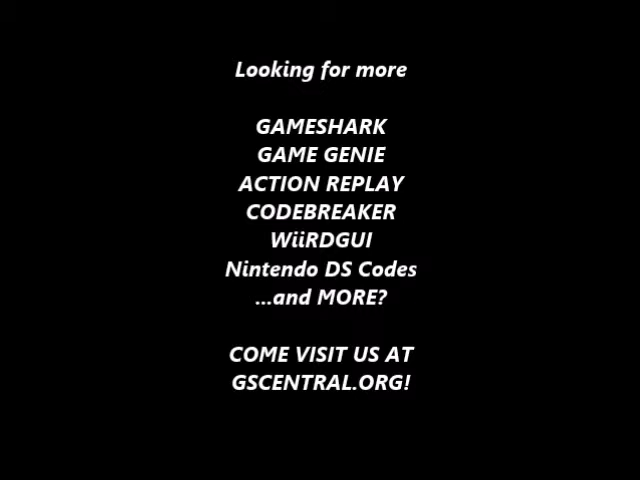 Looking for more
GAMESHARK
GAME GENIE
ACTION REPLAY
CODEBREAKER
WiiRDGUI
Nintendo DS Codes
...and MORE?
COME VISIT US AT
GSCENTRAL.ORG!